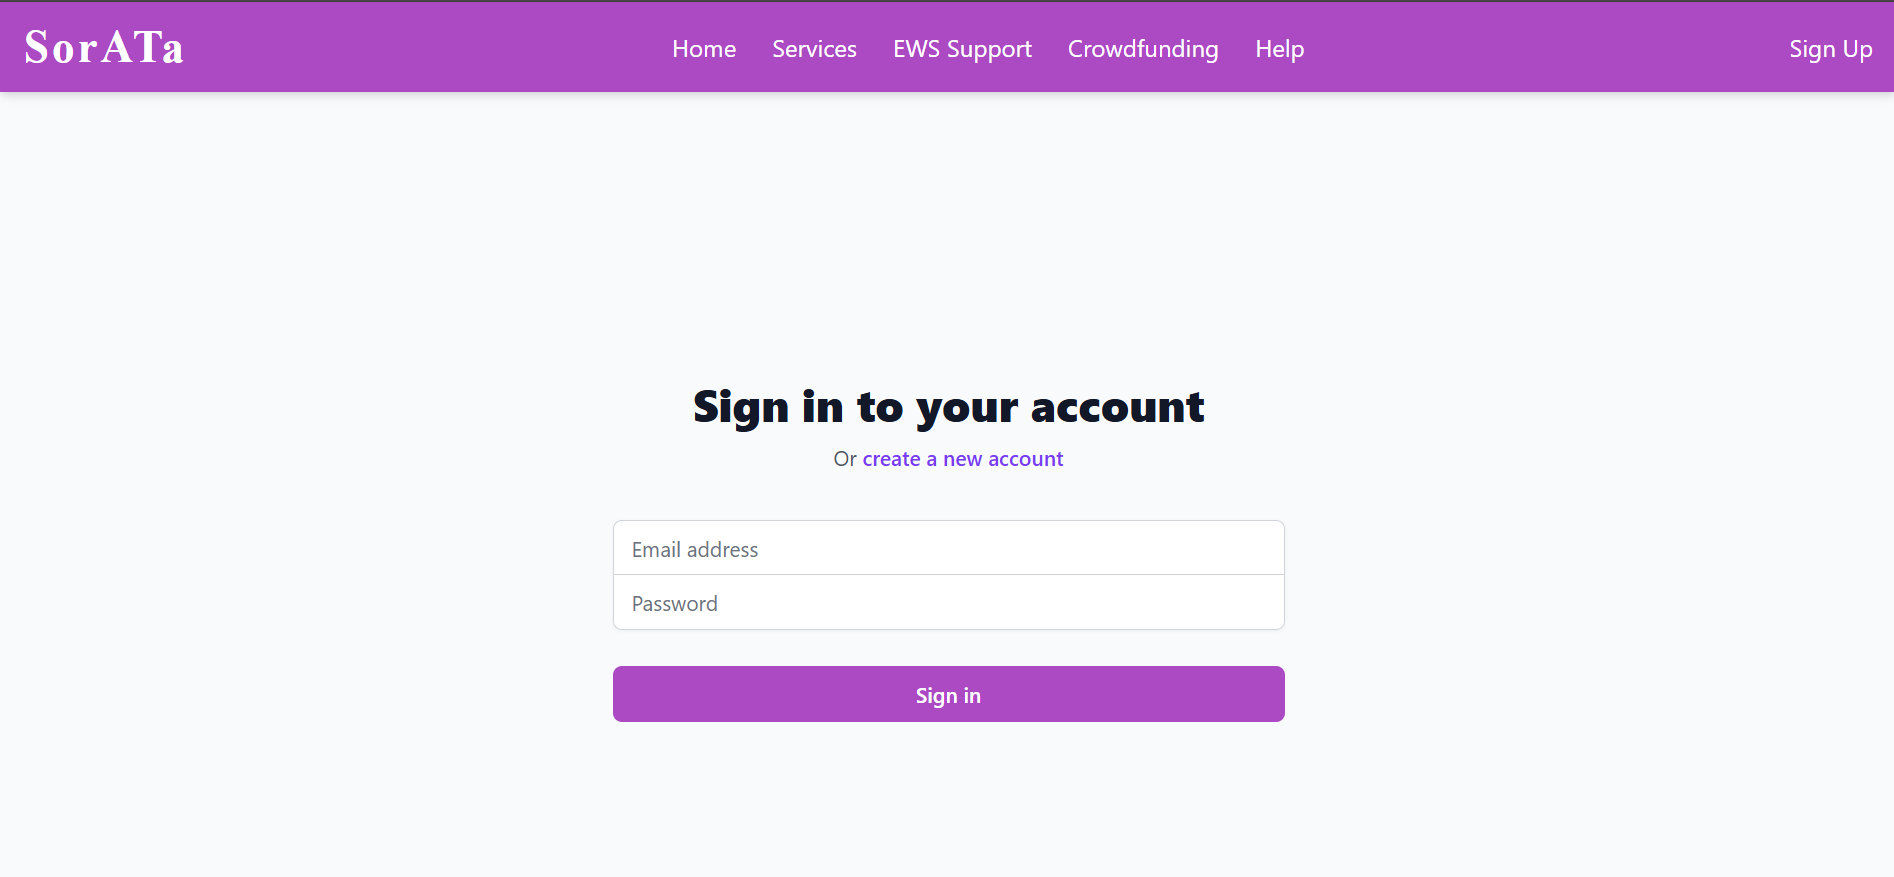 SorATa
Home Services EWS Support Crowdfunding Help
Sign Up
Sign in to your account
Or create a new account
Email address
Password
Sign in